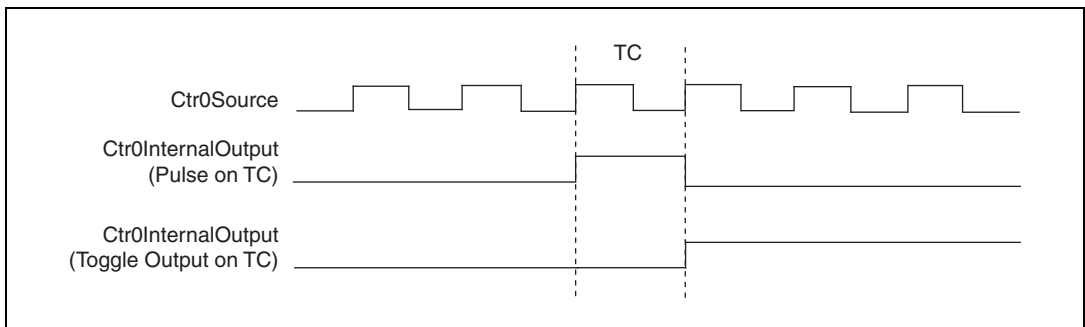 TC
Ctr0Source
Ctr0InternalOutput
(Pulse on TC)
Ctr0InternalOutput
(Toggle Output on TC)